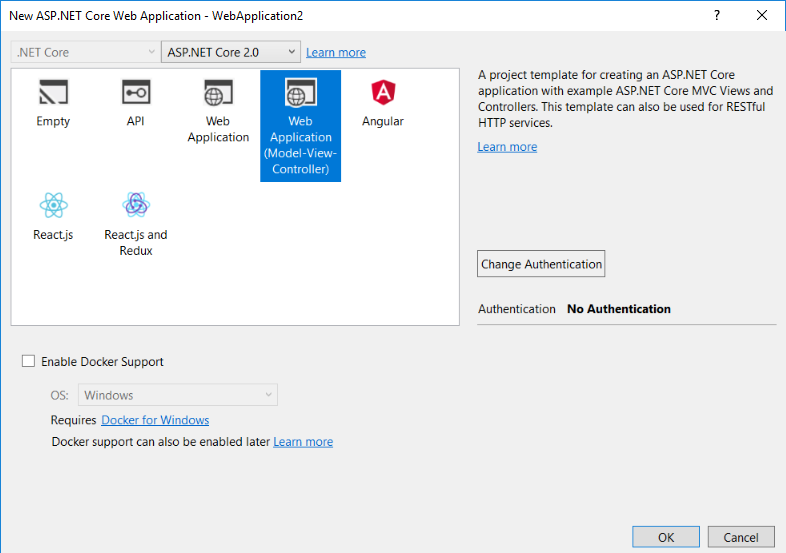 New ASP.NET Core Web Application - WebApplication2
?
.NET Core
ASP.NET Core 2.0
Learn more
Empty
API
Web
Application
Web
Application
(Model-View-
Controller)
Angular
React.js
React.js and
Redux
A project template for creating an ASP.NET Core
application with example ASP.NET Core MVC Views and
Controllers. This template can also be used for RESTful
HTTP services.
Learn more
Change Authentication
Authentication No Authentication
Enable Docker Support
OS: Windows
Requires Docker for Windows
Docker support can also be enabled later Learn more
OK
Cancel